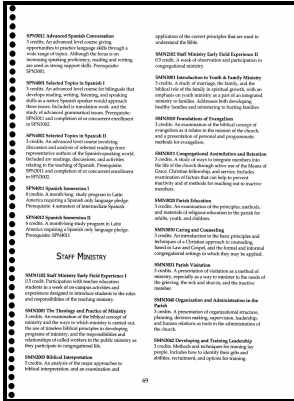 SPN3012 Advanced Spanish Conversation
3 credits. An advanced level course giving
opportunities to practice language skills through a
wide range of topics. Although the focus is on
increasing speaking proficiency, reading and writing
are used as strong support skills. Prerequisite:
SPN3001.
SPN4001 Selected Topics in Spanish I
3 credits. An advanced level course for bilinguals that
develops reading, writing, listening, and speaking
skills as a native Spanish speaker would approach
these issues. Included is translation work and the
study of advanced grammatical issues. Prerequisite:
SPN3001 and completion of or concurrent enrollment
in SPN3002.
SPN4002 Selected Topics in Spanish II
3 credits. An advanced level course involving
discussion and analysis of selected readings from
representative authors of the Spanish-speaking world.
Included are readings, discussions, and activities
relating to the teaching of Spanish. Prerequisite:
SPN3001 and completion of or concurrent enrollment
in SPN3002.
SPN4011 Spanish Immersion I
6 credits. A month-long study program in Latin
America requiring a Spanish only language pledge.
Prerequisite: 4 semesters of intermediate Spanish.
SPN4012 Spanish Immersion II
6 credits. A month-long study program in Latin
America requiring a Spanish only language pledge.
Prerequisite: SPN4011
STAFF MINISTRY
SMN1102 Staff Ministry Early Field Experience I
0.5 credit. Participation with teacher education
students in a week of on-campus activities and
experiences designed to introduce students to the roles
and responsibilities of the teaching ministry.
SMN2001 The Theology and Practice of Ministry
3 credits. An examination of the biblical concept of
ministry and the ways in which ministry is carried out,
the use of timeless biblical principles in developing
programs of ministry, and the responsibilities and
relationships of called workers in the public ministry as
they participate in congregational life.
SMN2003 Biblical Interpretation
3 credits. An analysis of the major approaches to
biblical interpretation, and an examination and
application of the correct principles that are used to
understand the Bible.
SMN2102 Staff Ministry Early Field Experience II
0.5 credit. A week of observation and participation in
congregational ministry.
SMN3001 Introduction to Youth & Family Ministry
3 credits. A study of marriage, the family, and the
biblical role of the family in spiritual growth, with an
emphasis on youth ministry as a part of an integrated
ministry to families. Addresses both developing
healthy families and ministering to hurting families.
SMN3010 Foundations of Evangelism
3 credits. An examination of the biblical concept of
evangelism as it relates to the mission of the church,
and a presentation of personal and programmatic
methods for evangelism.
SMN3011 Congregational Assimilation and Retention
3 credits. A study of ways to integrate members into
the life of the church through active use of the Means of
Grace, Christian fellowship, and service. Includes
examination of factors that can help to prevent
inactivity and of methods for reaching out to inactive
members.
SMN3020 Parish Education
3 credits. An examination of the principles, methods,
and materials of religious education in the parish for
adults, youth, and children.
SMN3030 Caring and Counseling
3 credits. An introduction to the basic principles and
techniques of a Christian approach to counseling,
based in Law and Gospel, and the formal and informal
congregational settings in which they may be applied.
SMN3031 Parish Visitation
3 credits. A presentation of visitation as a method of
ministry, especially as a way to minister to the needs of
the grieving, the sick and shut-in, and the inactive
member.
SMN3040 Organization and Administration in the
Parish
3 credits. A presentation of organizational structure,
planning, decision making, supervision, leadership,
and human relations as tools in the administration of
the church.
SMN3042 Developing and Training Leadership
3 credits. Methods and techniques for training lay
people. Includes how to identify their gifts and
abilities, recruitment, and options for training.
69